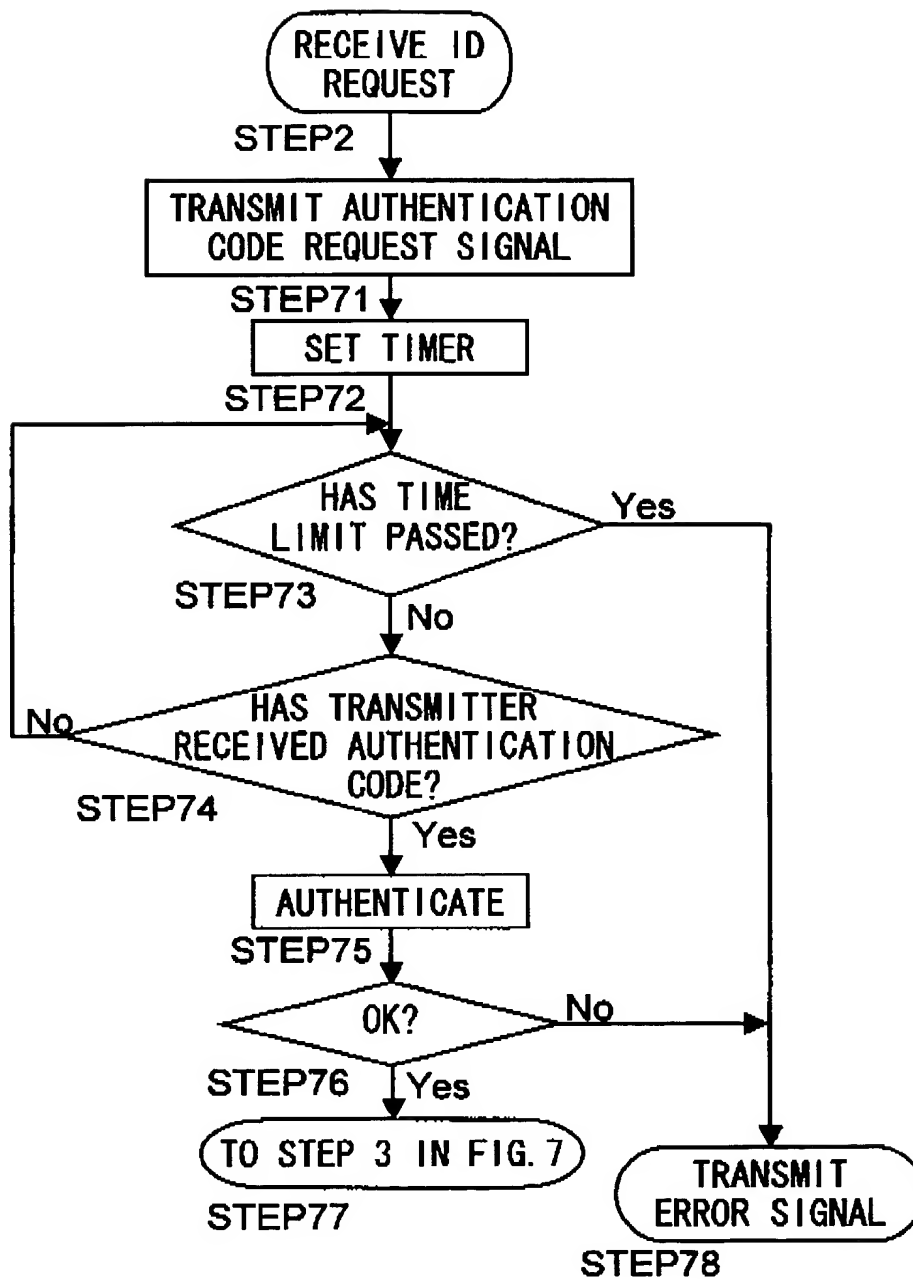 RECEIVE ID
REQUEST
STEP2
TRANSMIT AUTHENTICATION
CODE REQUEST SIGNAL
STEP71
SET TIMER
STEP72
HAS TIME
LIMIT PASSED?
Yes
STEP73
No
HAS TRANSMITTER
RECEIVED AUTHENTICATION
CODE?
No
STEP74
Yes
AUTHENTICATE
STEP75
OK?
No
STEP76
Yes
TO STEP 3 IN FIG. 7
STEP77
TRANSMIT
ERROR SIGNAL
STEP78